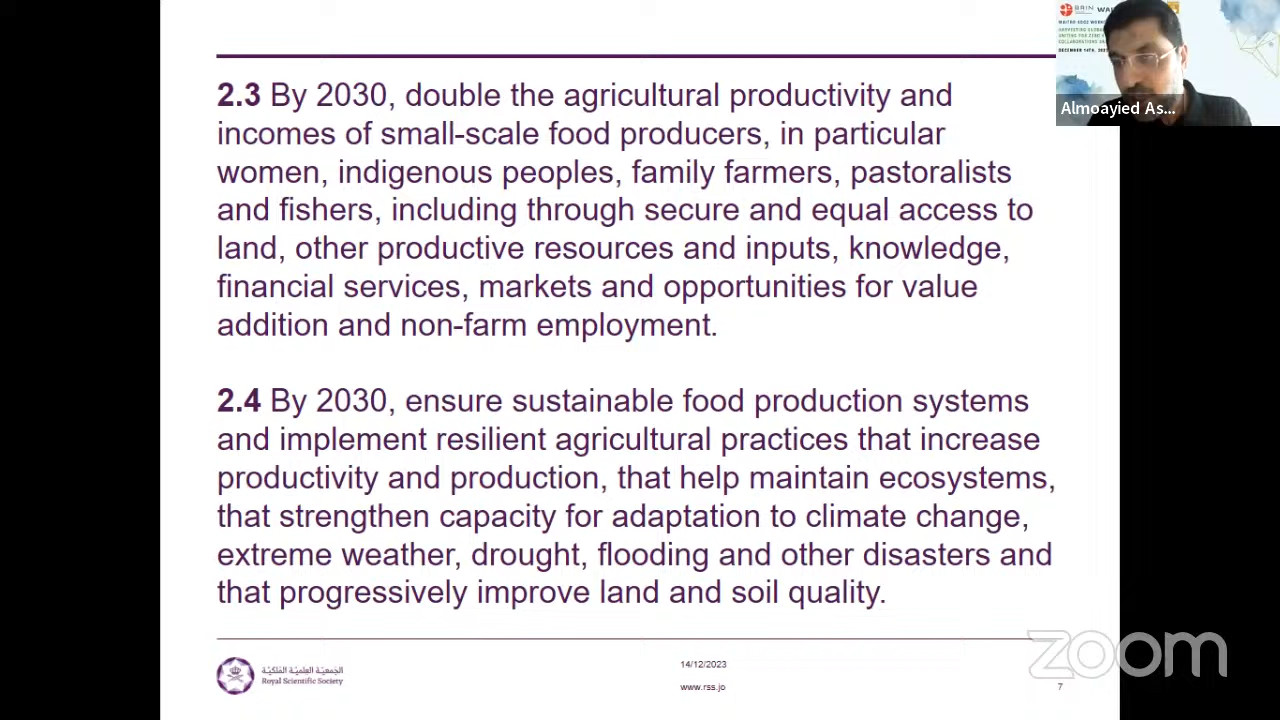 2.3 By 2030, double the agricultural productivity and
incomes of small-scale food producers, in particular
women, indigenous peoples, family farmers, pastoralists
and fishers, including through secure and equal access to
land, other productive resources and inputs, knowledge,
financial services, markets and opportunities for value
addition and non-farm employment.
2.4 By 2030, ensure sustainable food production systems
and implement resilient agricultural practices that increase
productivity and production, that help maintain ecosystems,
that strengthen capacity for adaptation to climate change,
extreme weather, drought, flooding and other disasters and
that progressively improve land and soil quality.
الجمعية العلمية الملكية
Royal Scientific Society
14/12/2023
www.rss.jo
7
zoom
BRIN
Almoayied As...